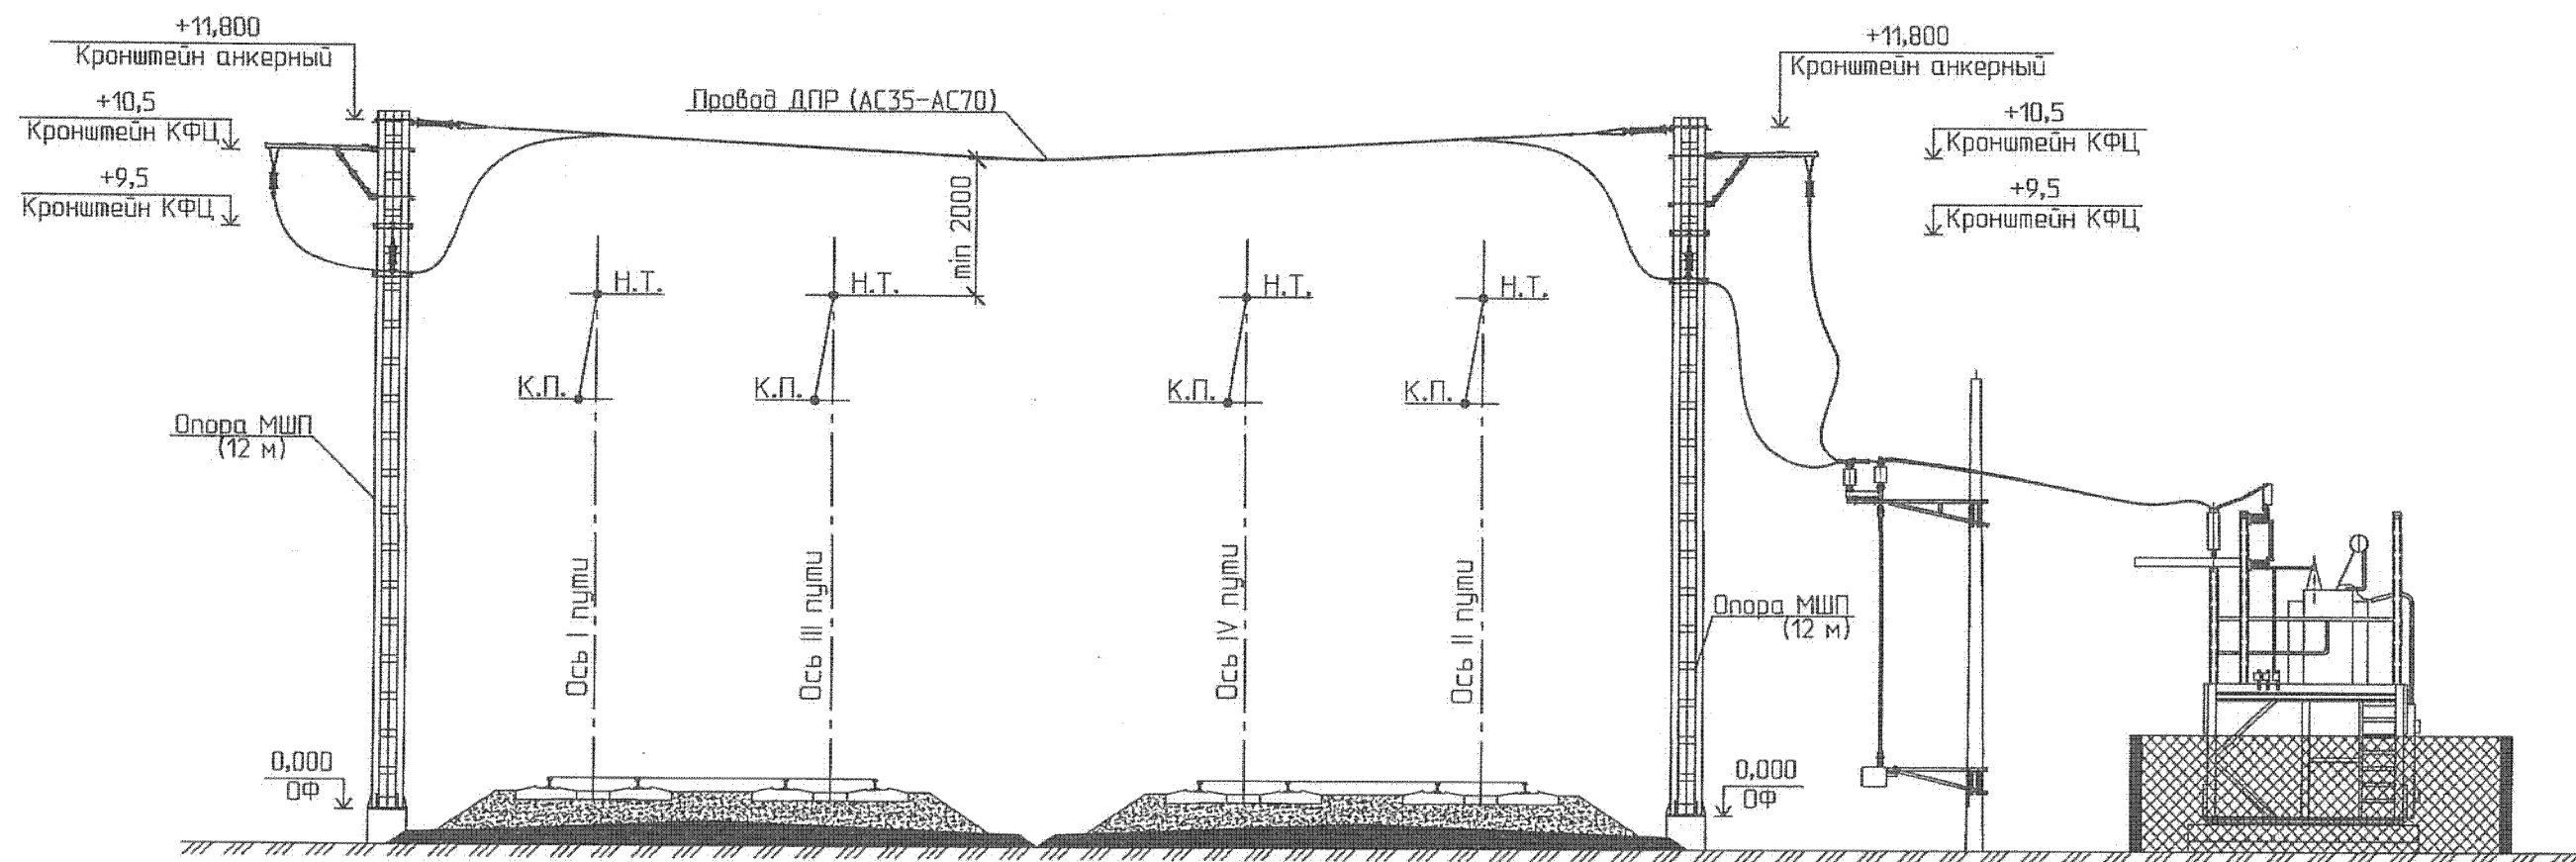 +11,800
Кронштейн анкерный
+10,5
Кронштейн КФЦ
+9,5
Кронштейн КФЦ
Провод ДПР (АС35-АС70)
+11,800
Кронштейн анкерный
+10,5
Кронштейн КФЦ
+9,5
Кронштейн КФЦ
min 2000
Н.Т.
Н.Т.
Н.Т.
Н.Т.
К.П.
К.П.
К.П.
К.П.
Опора МШП
(12 м)
Ось I пути
Ось III пути
Ось IV пути
Ось II пути
Опора МШП
(12 м)
0,000
ОФ
0,000
ОФ